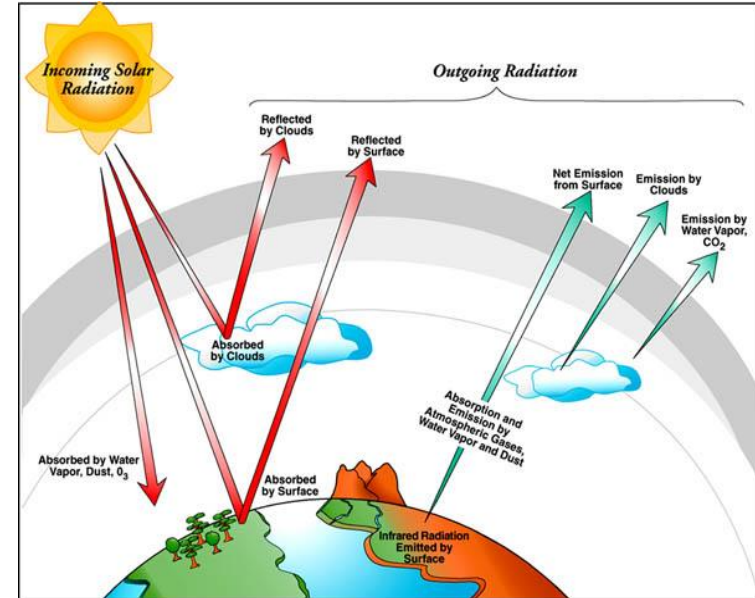 Incoming Solar
Radiation
Outgoing Radiation
Reflected
by Clouds
Reflected
by Surface
Net Emission
from Surface
Emission by
Clouds
Emission by
Water Vapor,
CO2
Absorbed
by Clouds
Absorbed by Water
Vapor, Dust, 03
Absorbed
by Surface
Absorption and
Emission by
Atmospheric Gases,
Water Vapor and Dust
Infrared Radiation
Emitted by
Surface